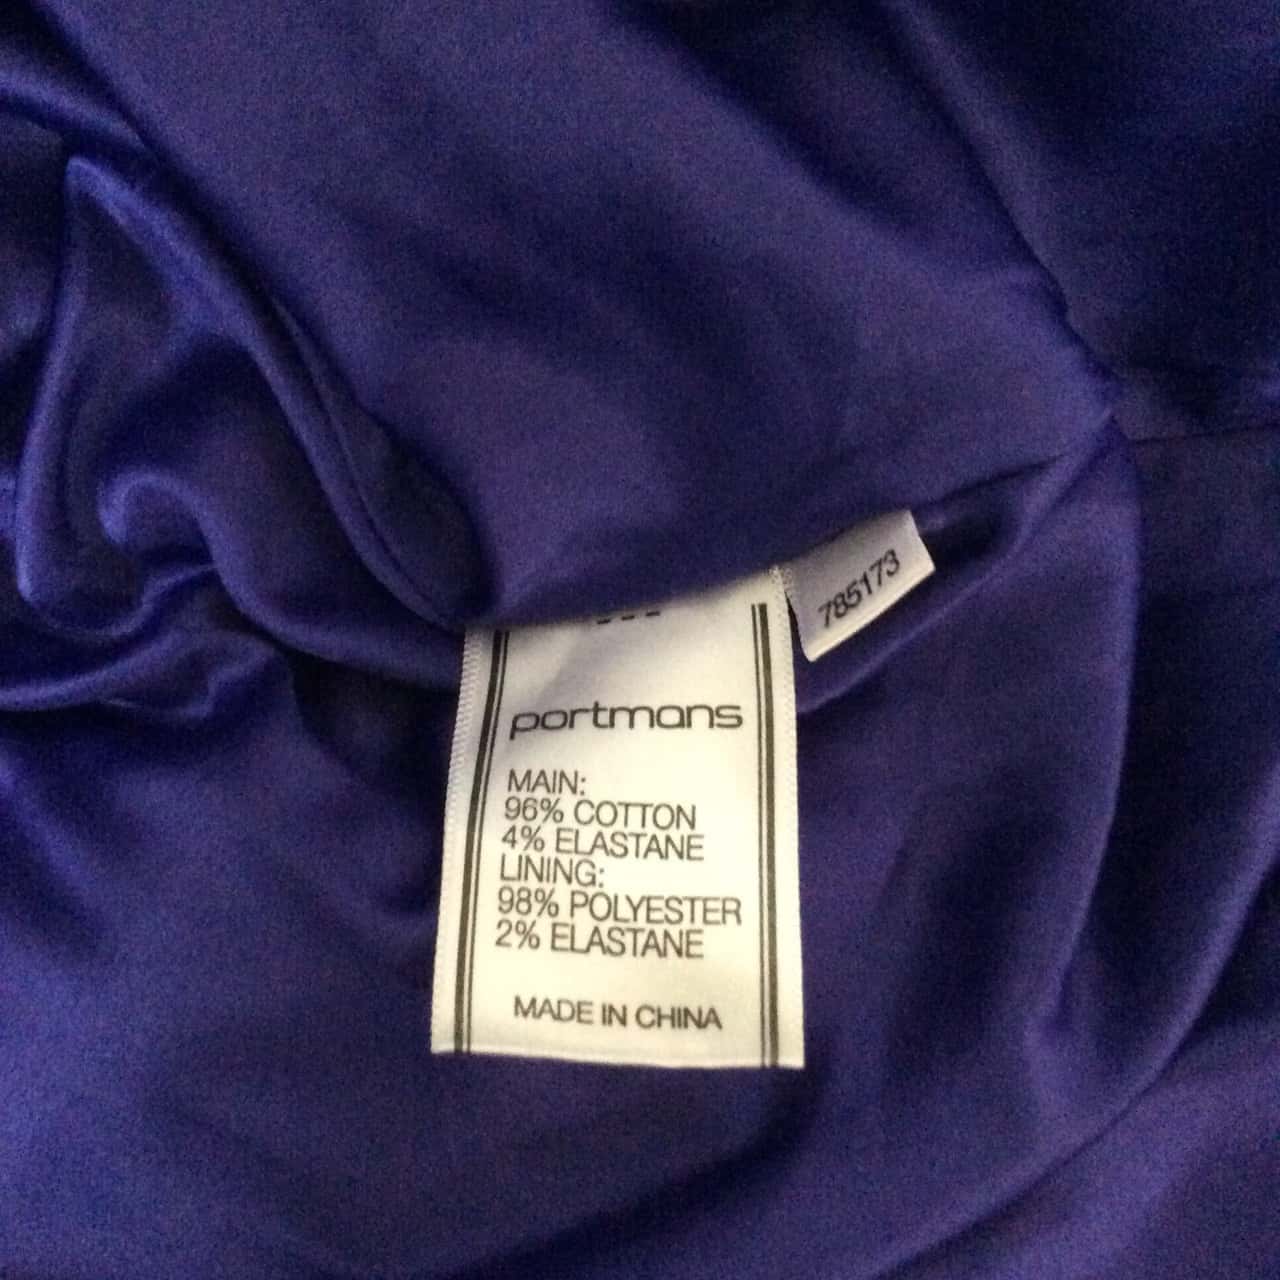 785173
portmans
MAIN:
96% COTTON
4% ELASTANE
LINING:
98% POLYESTER
2% ELASTANE
MADE IN CHINA